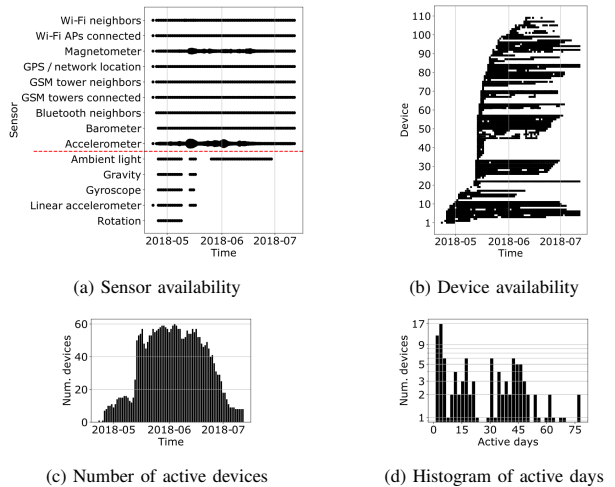 Wi-Fi neighbors
Wi-Fi APs connected
Magnetometer
GPS / network location
GSM tower neighbors
GSM towers connected
Bluetooth neighbors
Barometer
Accelerometer
Ambient light
Gravity
Gyroscope
Linear accelerometer
Rotation
Sensor
2018-05 2018-06 2018-07
Time
(a) Sensor availability
110
100
90
80
70
60
50
40
30
20
10
1
Device
2018-05 2018-06 2018-07
Time
(b) Device availability
60
40
20
0
Num. devices
2018-05 2018-06 2018-07
Time
(c) Number of active devices
17
9
5
3
2
1
Num. devices
0 15 30 45 60 75
Active days
(d) Histogram of active days